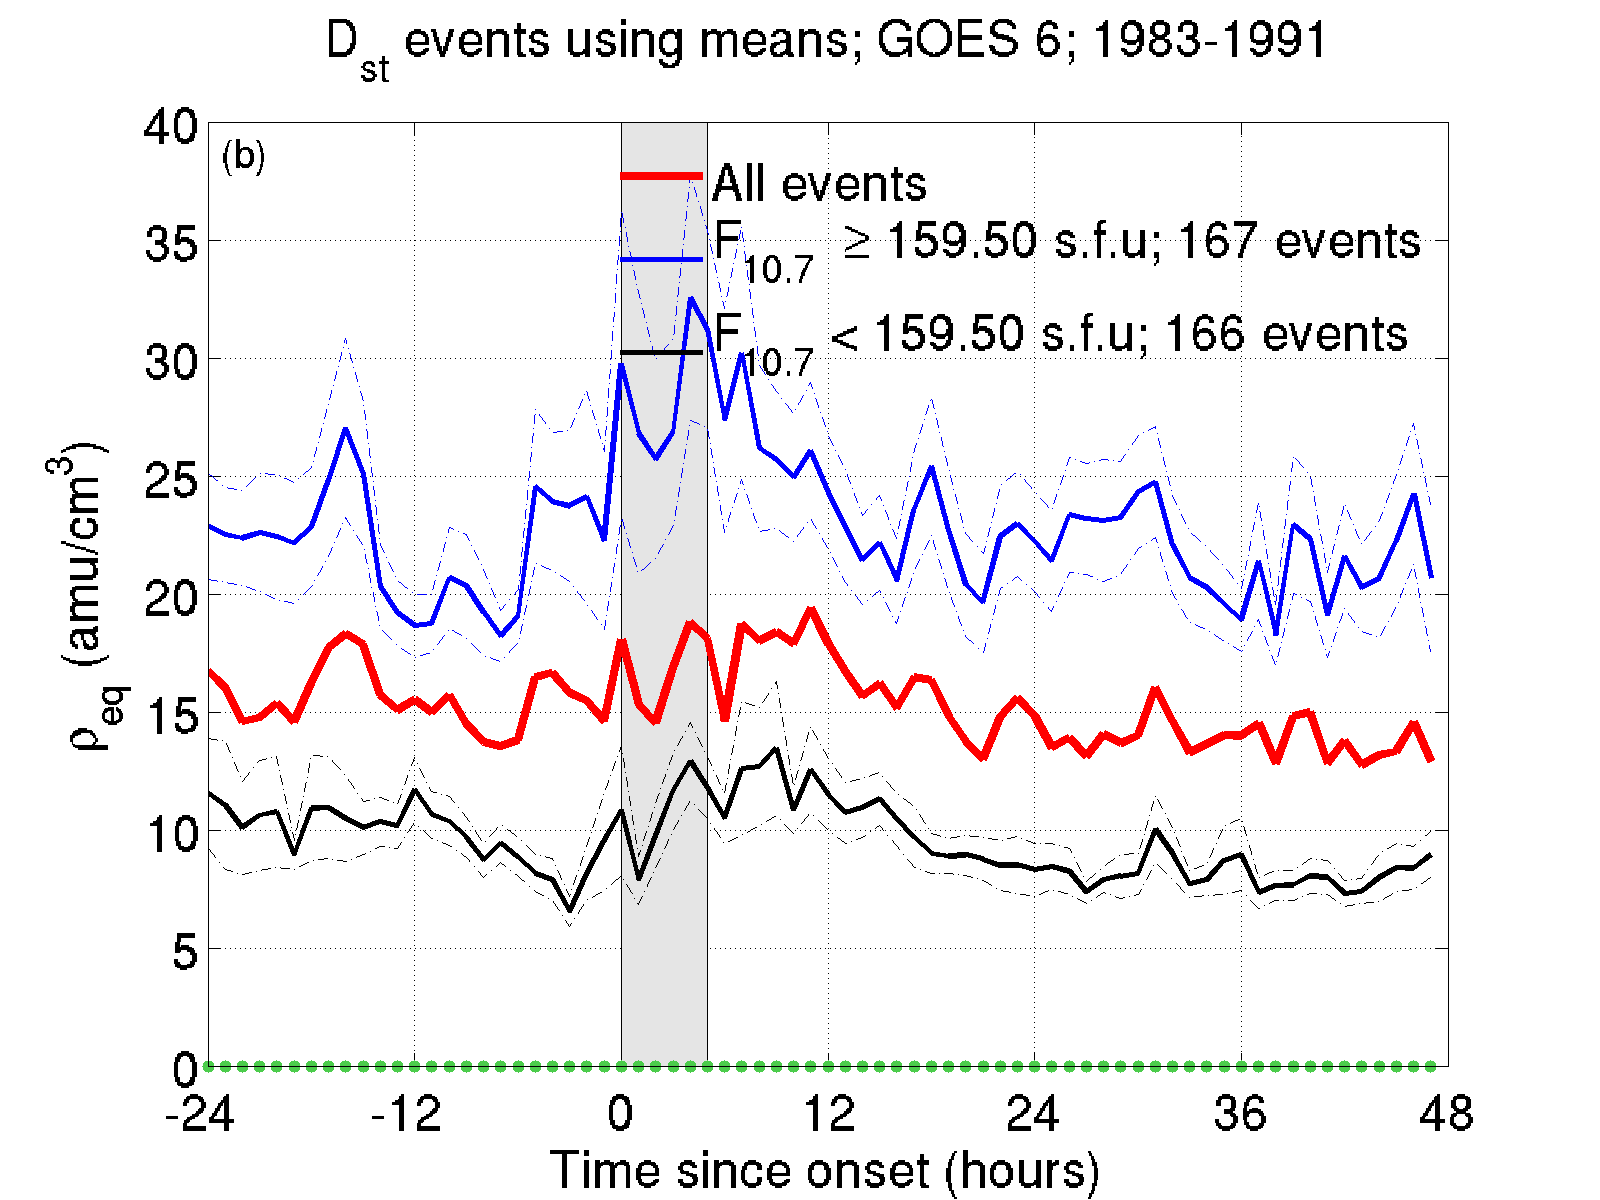 Dst events using means; GOES 6; 1983-1991
(b)
All events
F10.7 ≥ 159.50 s.f.u; 167 events
F10.7 < 159.50 s.f.u; 166 events
40
35
30
25
20
15
10
5
0
ρeq (amu/cm³)
-24 -12 0 12 24 36 48
Time since onset (hours)